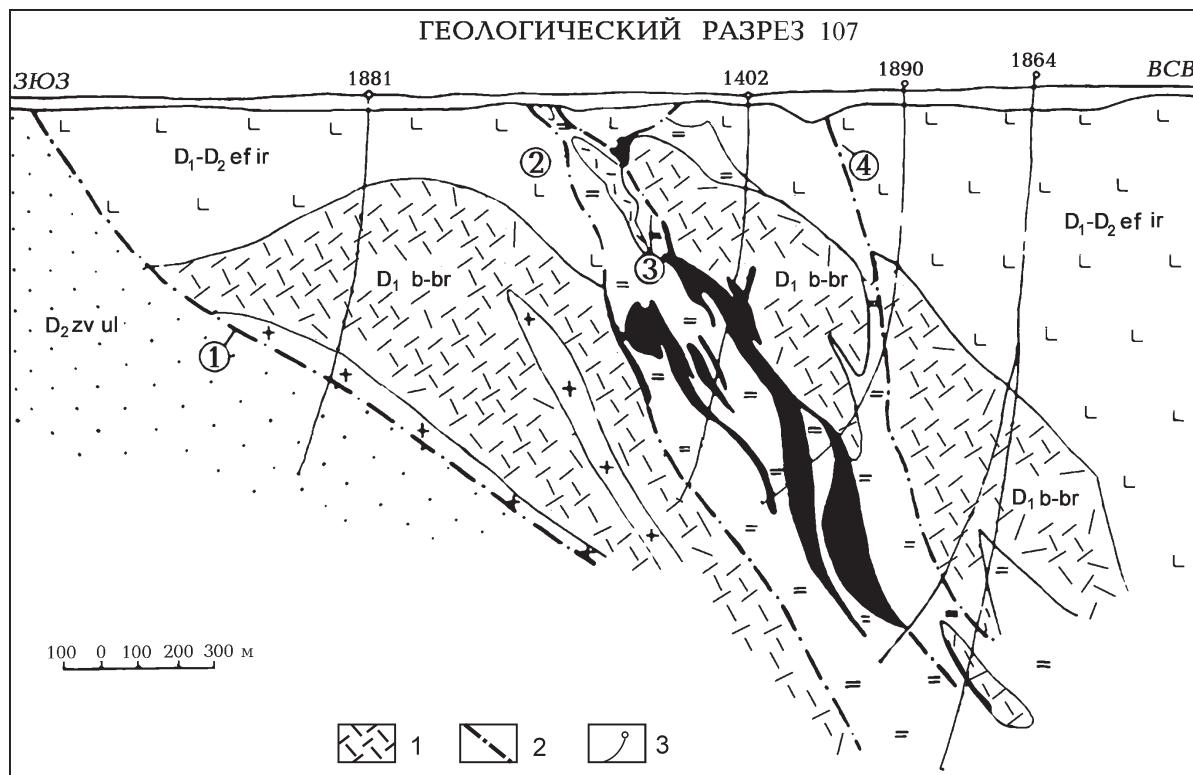 ГЕОЛОГИЧЕСКИЙ РАЗРЕЗ 107
ЗЮЗ
1881
1402
1890
1864
ВСВ
D₁-D₂ ef ir
2
4
D₁-D₂ ef ir
3
D₁ b-br
D₁ b-br
D₂ zv ul
1
D₁ b-br
100 0 100 200 300 м
1
2
3